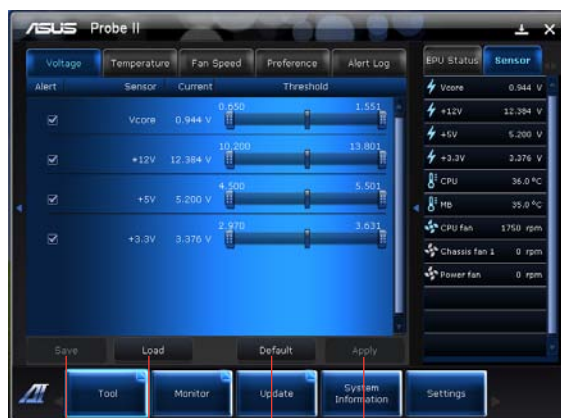 ASUS Probe II
Voltage Temperature Fan Speed Preference Alert Log
EPU Status Sensor
Alert Sensor Current Threshold
Vcore 0.944 V 0.650 1.551
+12V 12.384 V 10.200 13.801
+5V 5.200 V 4.500 5.501
+3.3V 3.376 V 2.970 3.631
Vcore 0.944 V
+12V 12.384 V
+5V 5.200 V
+3.3V 3.376 V
CPU 36.0 °C
MB 35.0 °C
CPU fan 1750 rpm
Chassis fan 1 0 rpm
Power fan 0 rpm
Save Load Default Apply
Tool Monitor Update System Information Settings